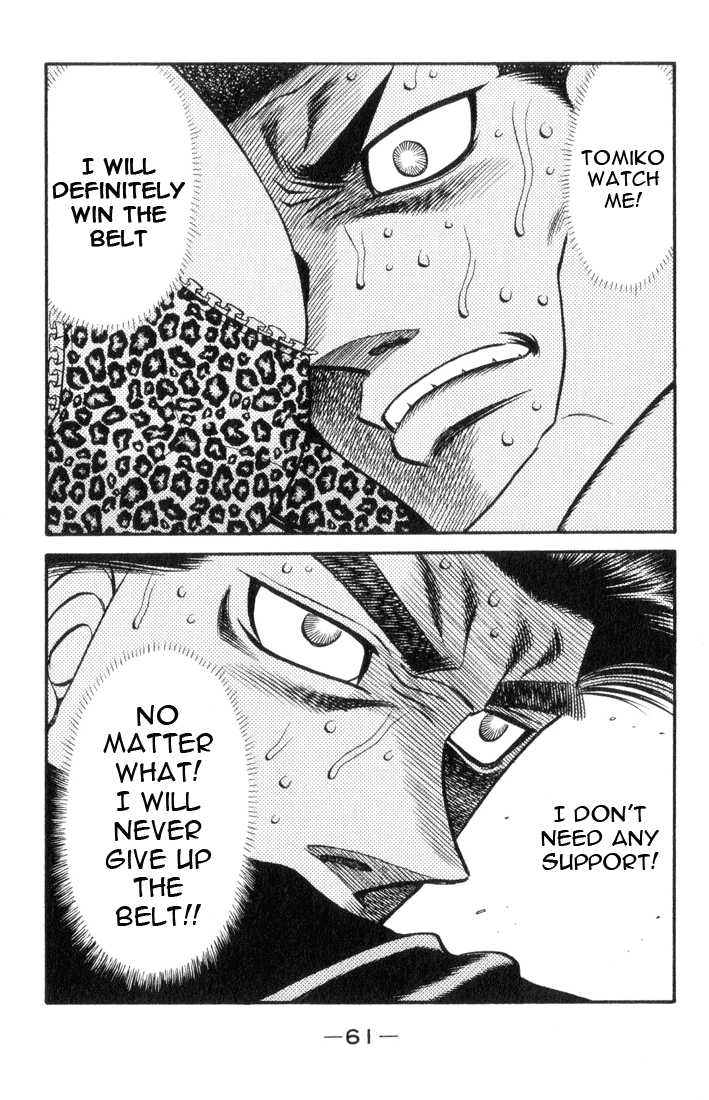 TOMIKO
WATCH
ME!
I WILL
DEFINITELY
WIN THE
BELT
I DON'T
NEED ANY
SUPPORT!
NO
MATTER
WHAT!
I WILL
NEVER
GIVE UP
THE
BELT!!
—61—